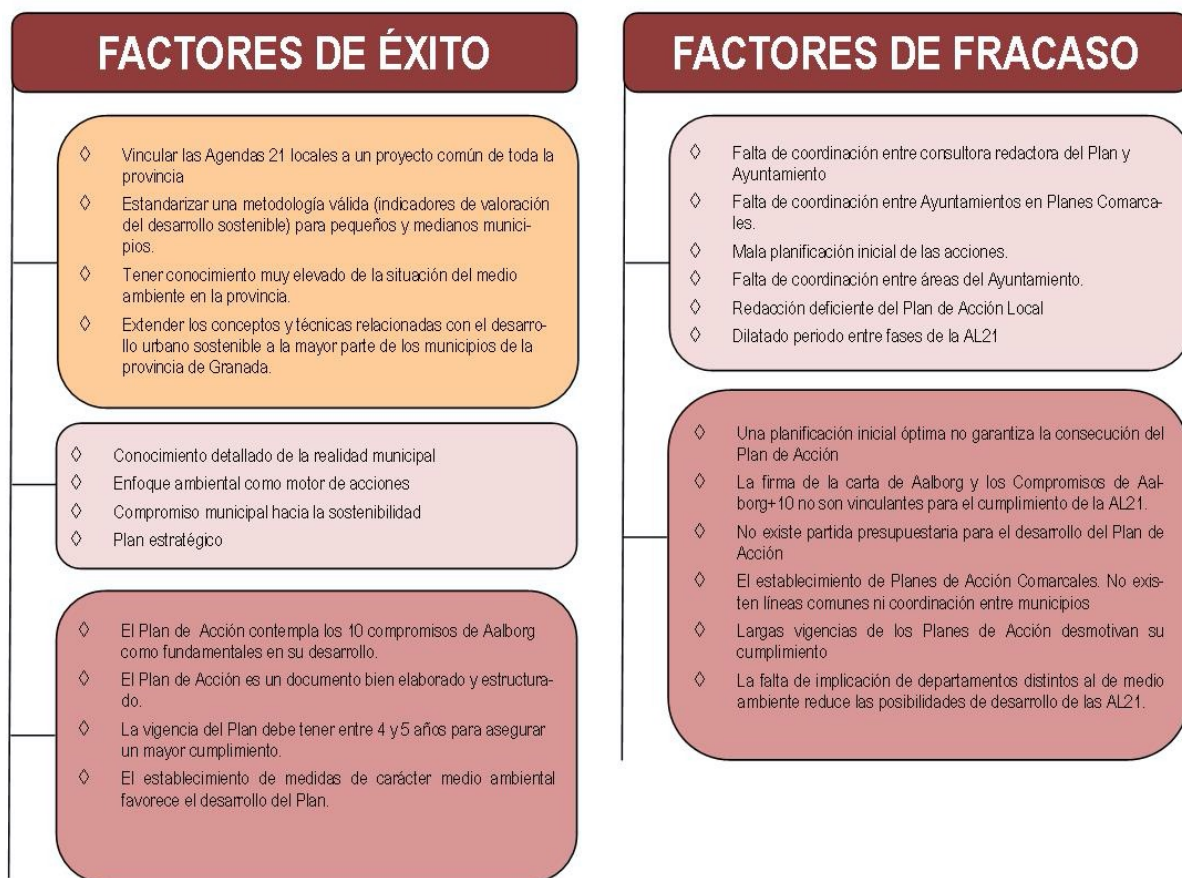 FACTORES DE ÉXITO
◊ Vincular las Agendas 21 locales a un proyecto común de toda la
provincia
◊ Estandarizar una metodología válida (indicadores de valoración
del desarrollo sostenible) para pequeños y medianos munici-
pios.
◊ Tener conocimiento muy elevado de la situación del medio
ambiente en la provincia.
◊ Extender los conceptos y técnicas relacionadas con el desarro-
llo urbano sostenible a la mayor parte de los municipios de la
provincia de Granada.
◊ Conocimiento detallado de la realidad municipal
◊ Enfoque ambiental como motor de acciones
◊ Compromiso municipal hacia la sostenibilidad
◊ Plan estratégico
◊ El Plan de Acción contempla los 10 compromisos de Aalborg
como fundamentales en su desarrollo.
◊ El Plan de Acción es un documento bien elaborado y estructura-
do.
◊ La vigencia del Plan debe tener entre 4 y 5 años para asegurar
un mayor cumplimiento.
◊ El establecimiento de medidas de carácter medio ambiental
favorece el desarrollo del Plan.
FACTORES DE FRACASO
◊ Falta de coordinación entre consultora redactora del Plan y
Ayuntamiento
◊ Falta de coordinación entre Ayuntamientos en Planes Comarca-
les.
◊ Mala planificación inicial de las acciones.
◊ Falta de coordinación entre áreas del Ayuntamiento.
◊ Redacción deficiente del Plan de Acción Local
◊ Dilatado periodo entre fases de la AL21
◊ Una planificación inicial óptima no garantiza la consecución del
Plan de Acción
◊ La firma de la carta de Aalborg y los Compromisos de Aal-
borg+10 no son vinculantes para el cumplimiento de la AL21.
◊ No existe partida presupuestaria para el desarrollo del Plan de
Acción
◊ El establecimiento de Planes de Acción Comarcales. No exis-
ten líneas comunes ni coordinación entre municipios
◊ Largas vigencias de los Planes de Acción desmotivan su
cumplimiento
◊ La falta de implicación de departamentos distintos al de medio
ambiente reduce las posibilidades de desarrollo de las AL21.